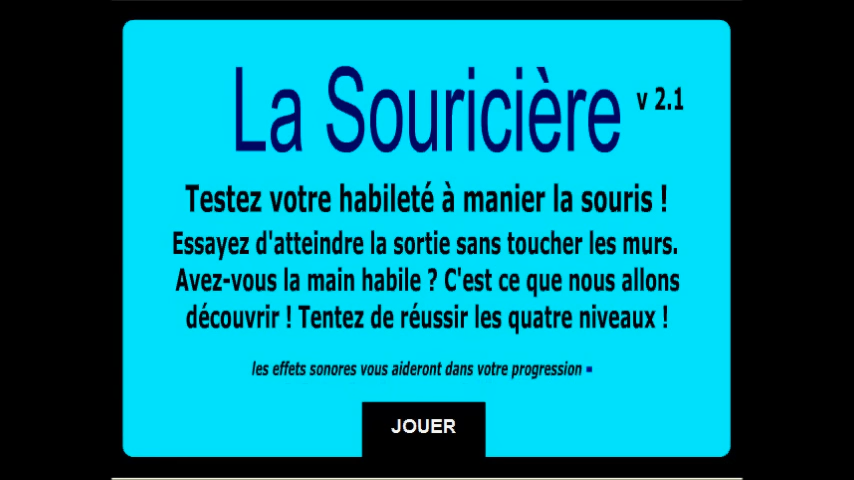 La Souricière v 2.1
Testez votre habileté à manier la souris !
Essayez d'atteindre la sortie sans toucher les murs.
Avez-vous la main habile ? C'est ce que nous allons
découvrir ! Tentez de réussir les quatre niveaux !
les effets sonores vous aideront dans votre progression
JOUER